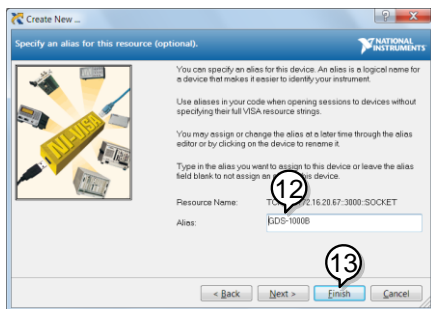 Create New ...
Specify an alias for this resource (optional).
NATIONAL
INSTRUMENTS
NI-VISA
You can specify an alias for this device. An alias is a logical name for
a device that makes it easier to identify your instrument.
Use aliases in your code when opening sessions to devices without
specifying their full VISA resource strings.
You may assign or change the alias at a later time through the alias
editor or by clicking on the device to rename it.
Type in the alias you want to assign to this device or leave the alias
field blank to not assign an this device.
12
Resource Name: 2.16.20.67::3000::SOCKET
Alias: GDS-1000B
13
< Back Next > Finish Cancel